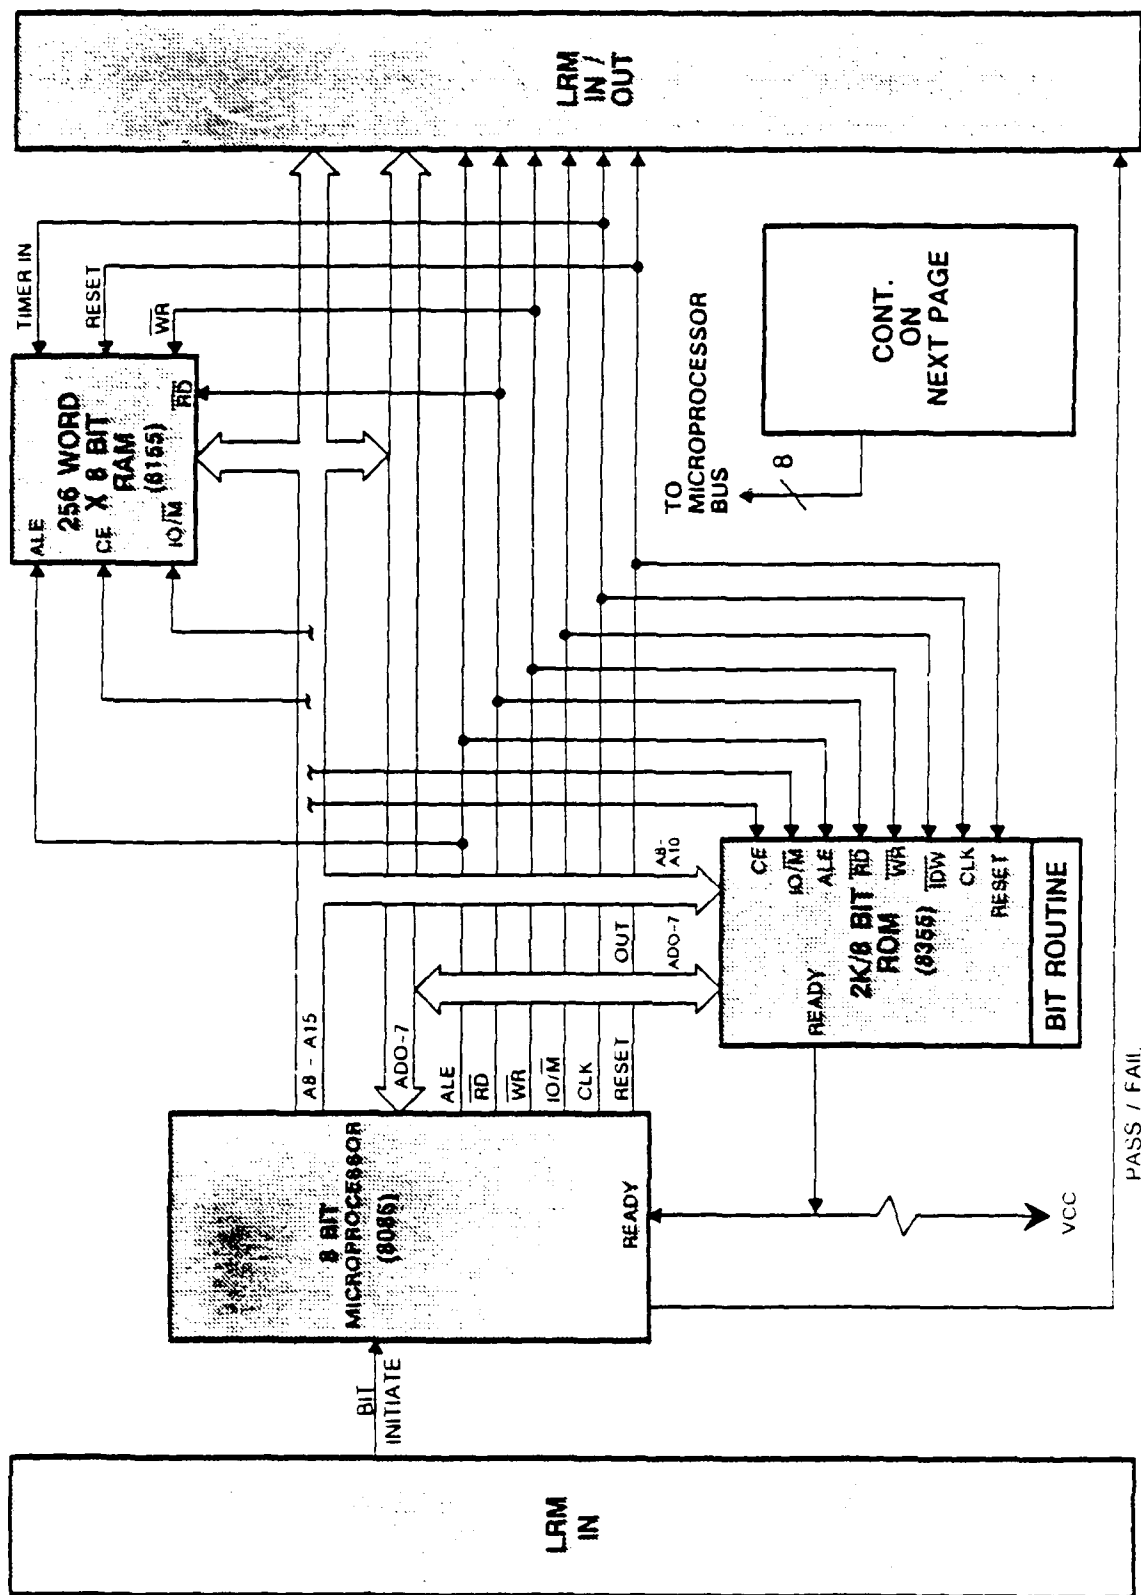 LRM
IN
BIT
INITIATE
8 BIT
MICROPROCESSOR
(8085)
READY
A8 - A15
ADO-7
ALE
RD
WR
IO/M
CLK
RESET OUT
VCC
PASS / FAIL
ADO-7
A8-
A10
READY
2K/8 BIT
ROM
(8355)
CE
IO/M
ALE
RD
WR
IDW
CLK
RESET
BIT ROUTINE
ALE
CE
IO/M
256 WORD
X 8 BIT
RAM
(8155)
RD
WR
RESET
TIMER IN
TO
MICROPROCESSOR
BUS
8
CONT.
ON
NEXT PAGE
LRM
IN /
OUT